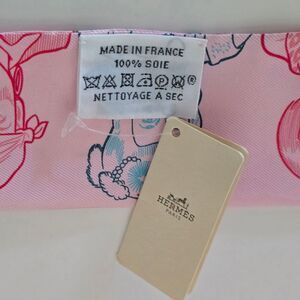 MADE IN FRANCE
100% SOIE
NETTOYAGE A SEC
HERMES
PARIS